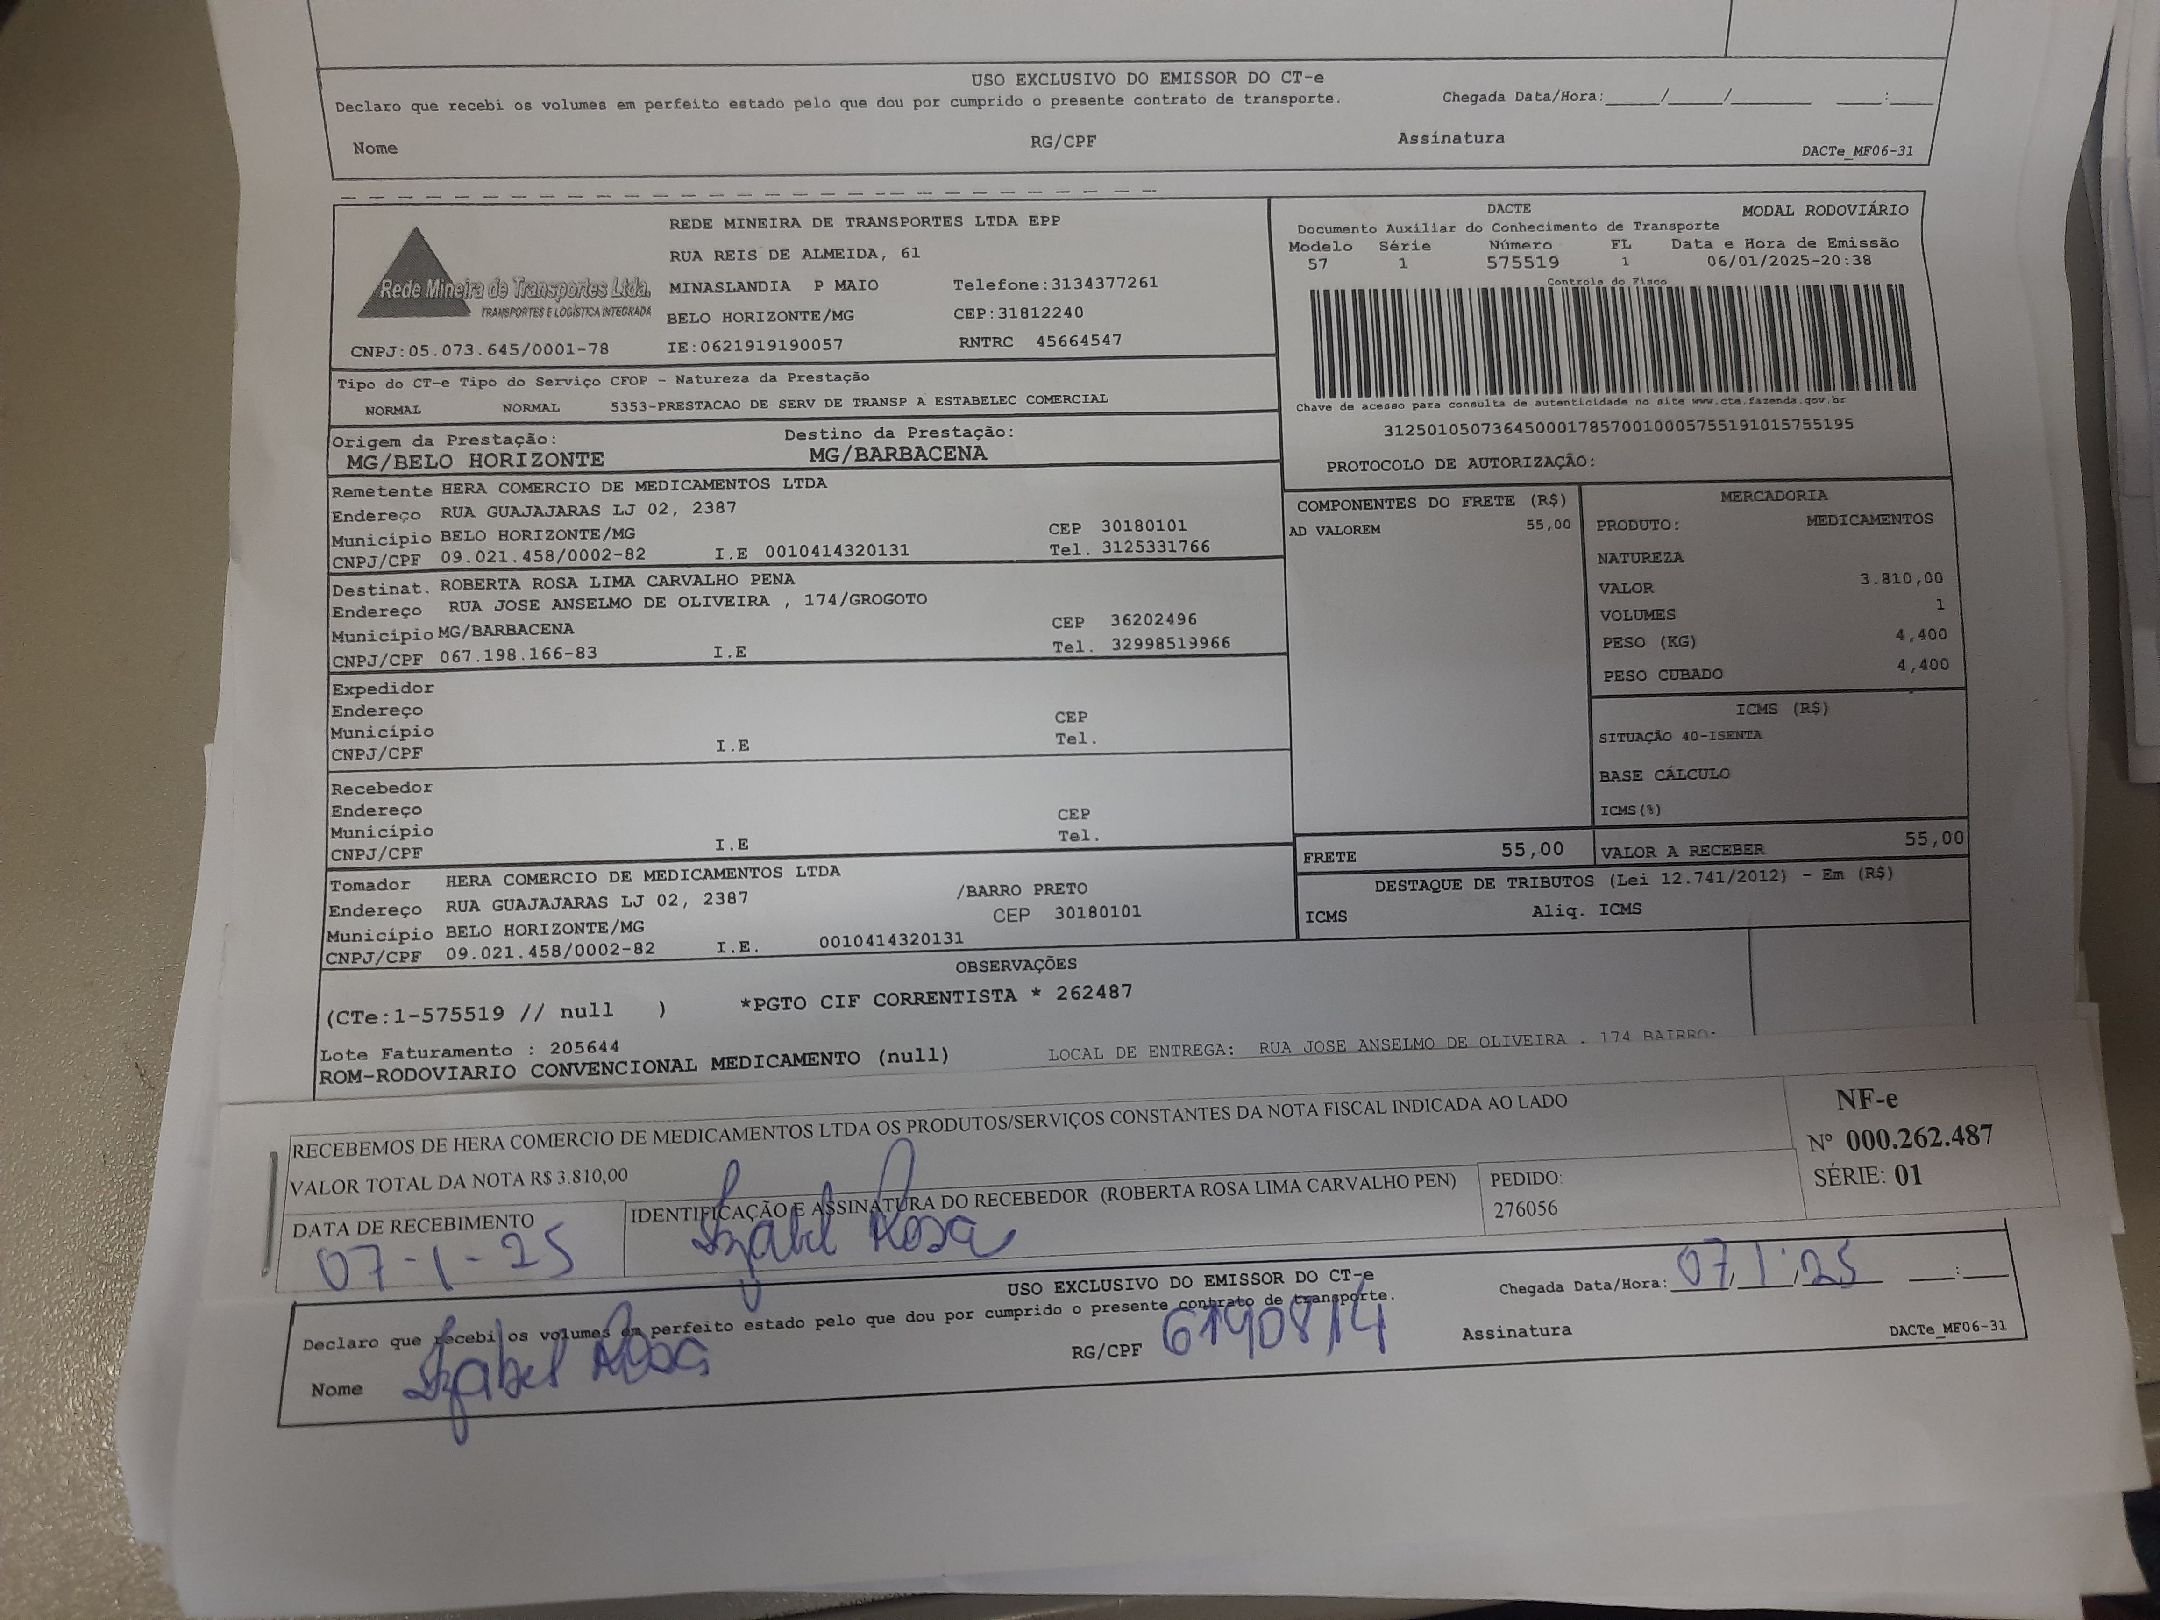 USO EXCLUSIVO DO EMISSOR DO CT-e
Declaro que recebi os volumes em perfeito estado pelo que dou por cumprido o presente contrato de transporte. Chegada Data/Hora:_____/_____/________ ____:____
Nome RG/CPF Assinatura
DACTe_MF06-31
Rede Mineira de Transportes Ltda.
TRANSPORTES E LOGÍSTICA INTEGRADA
CNPJ:05.073.645/0001-78
REDE MINEIRA DE TRANSPORTES LTDA EPP
RUA REIS DE ALMEIDA, 61
MINASLANDIA P MAIO Telefone:3134377261
BELO HORIZONTE/MG CEP:31812240
IE:0621919190057 RNTRC 45664547
DACTE MODAL RODOVIÁRIO
Documento Auxiliar do Conhecimento de Transporte
Modelo Série Número FL Data e Hora de Emissão
57 1 575519 1 06/01/2025-20:38
Controle do Fisco
Chave de acesso para consulta de autenticidade no site www.cte.fazenda.gov.br
31250105073645000178570010005755191015755195
PROTOCOLO DE AUTORIZAÇÃO:
Tipo do CT-e Tipo do Serviço CFOP - Natureza da Prestação
NORMAL NORMAL 5353-PRESTACAO DE SERV DE TRANSP A ESTABELEC COMERCIAL
Origem da Prestação: Destino da Prestação:
MG/BELO HORIZONTE MG/BARBACENA
Remetente HERA COMERCIO DE MEDICAMENTOS LTDA
Endereço RUA GUAJAJARAS LJ 02, 2387
Município BELO HORIZONTE/MG CEP 30180101
CNPJ/CPF 09.021.458/0002-82 I.E 0010414320131 Tel. 3125331766
Destinat. ROBERTA ROSA LIMA CARVALHO PENA
Endereço RUA JOSE ANSELMO DE OLIVEIRA , 174/GROGOTO
Município MG/BARBACENA CEP 36202496
CNPJ/CPF 067.198.166-83 I.E Tel. 32998519966
Expedidor
Endereço
Município CEP
CNPJ/CPF I.E Tel.
Recebedor
Endereço
Município CEP
CNPJ/CPF I.E Tel.
Tomador HERA COMERCIO DE MEDICAMENTOS LTDA
Endereço RUA GUAJAJARAS LJ 02, 2387 /BARRO PRETO
Município BELO HORIZONTE/MG CEP 30180101
CNPJ/CPF 09.021.458/0002-82 I.E. 0010414320131
COMPONENTES DO FRETE (R$)
AD VALOREM 55,00
MERCADORIA
PRODUTO: MEDICAMENTOS
NATUREZA
VALOR 3.810,00
VOLUMES 1
PESO (KG) 4,400
PESO CUBADO 4,400
ICMS (R$)
SITUAÇÃO 40-ISENTA
BASE CÁLCULO
ICMS(%)
FRETE 55,00 VALOR A RECEBER 55,00
DESTAQUE DE TRIBUTOS (Lei 12.741/2012) - Em (R$)
ICMS Aliq. ICMS
OBSERVAÇÕES
(CTe:1-575519 // null ) *PGTO CIF CORRENTISTA * 262487
Lote Faturamento : 205644
ROM-RODOVIARIO CONVENCIONAL MEDICAMENTO (null) LOCAL DE ENTREGA: RUA JOSE ANSELMO DE OLIVEIRA . 174 BAIRRO:
RECEBEMOS DE HERA COMERCIO DE MEDICAMENTOS LTDA OS PRODUTOS/SERVIÇOS CONSTANTES DA NOTA FISCAL INDICADA AO LADO
VALOR TOTAL DA NOTA R$ 3.810,00
NF-e
Nº 000.262.487
SÉRIE: 01
DATA DE RECEBIMENTO IDENTIFICAÇÃO E ASSINATURA DO RECEBEDOR (ROBERTA ROSA LIMA CARVALHO PEN) PEDIDO:
276056
07-1-25 Izabel Rosa
USO EXCLUSIVO DO EMISSOR DO CT-e
Declaro que recebi os volumes em perfeito estado pelo que dou por cumprido o presente contrato de transporte. Chegada Data/Hora: 07/1/25 ____:____
Nome Izabel Rosa RG/CPF Assinatura
DACTe_MF06-31